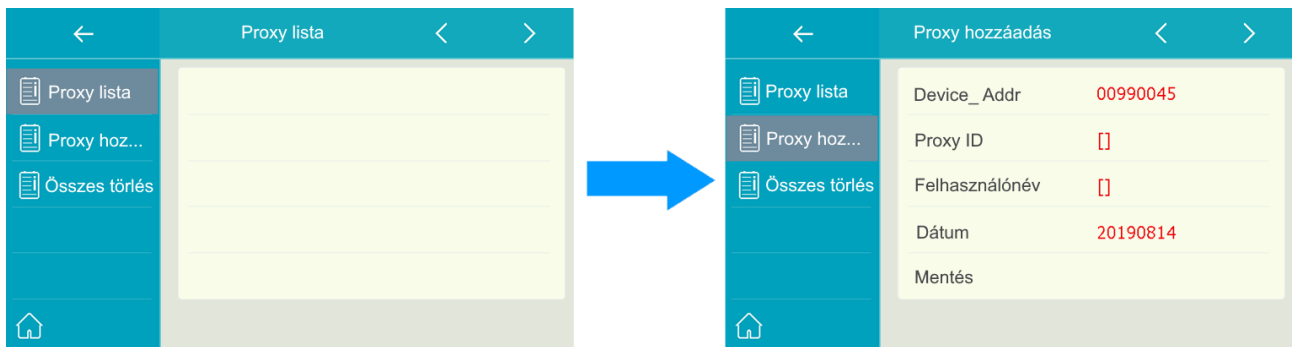 Proxy lista
Proxy lista
Proxy hoz...
Összes törlés
Proxy hozzáadás
Proxy lista
Proxy hoz...
Összes törlés
Device_ Addr 00990045
Proxy ID []
Felhasználónév []
Dátum 20190814
Mentés